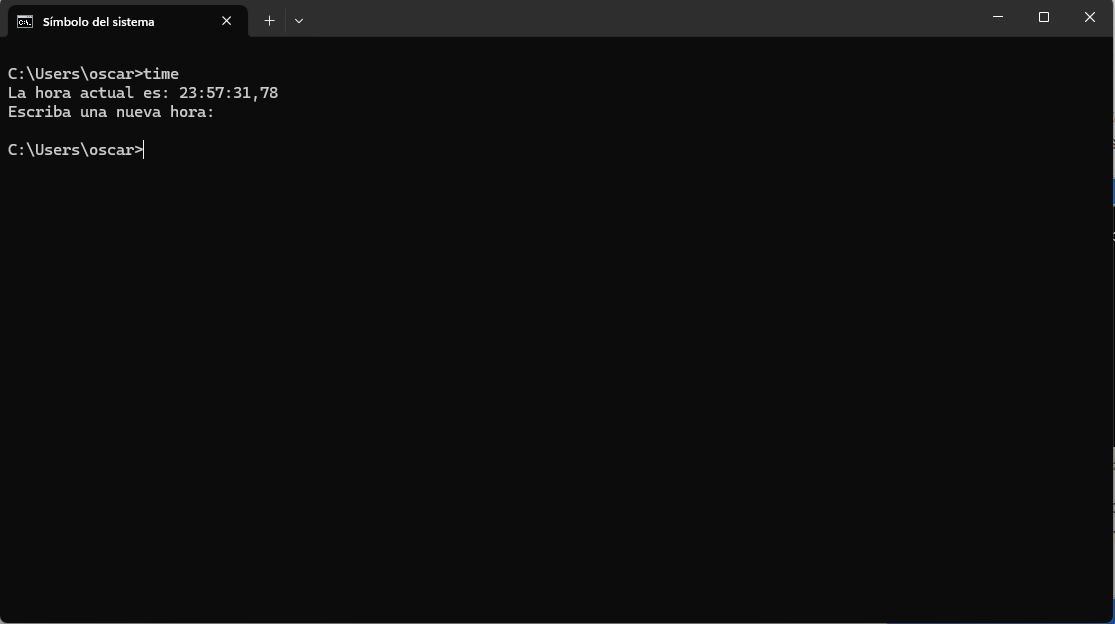 Símbolo del sistema
C:\Users\oscar>time
La hora actual es: 23:57:31,78
Escriba una nueva hora:
C:\Users\oscar>